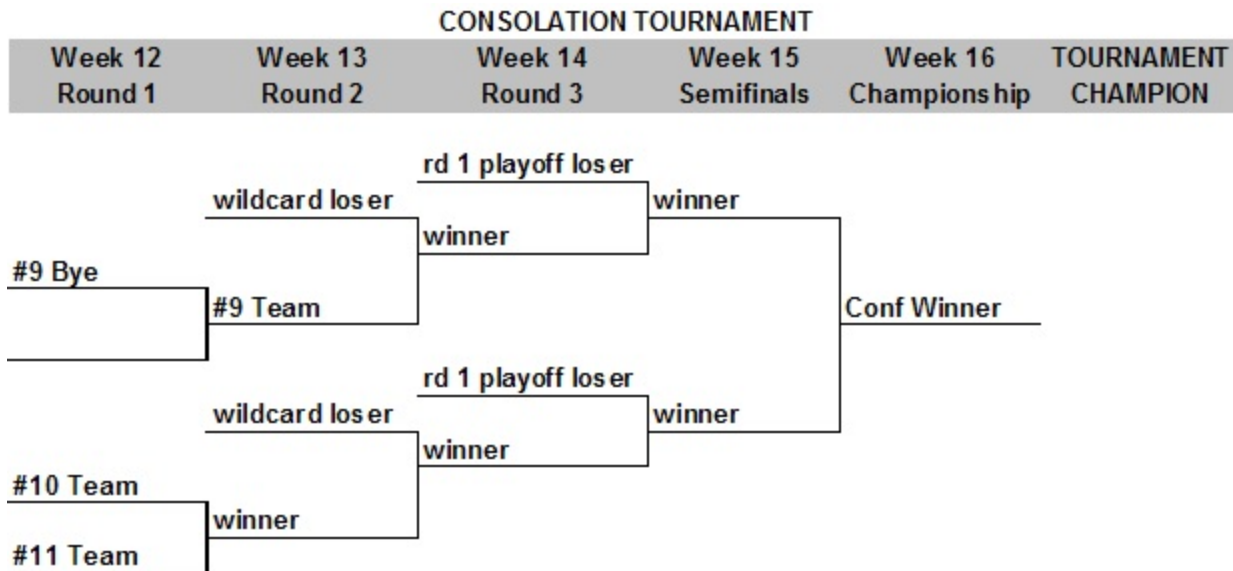 CONSOLATION TOURNAMENT
Week 12 Week 13 Week 14 Week 15 Week 16 TOURNAMENT
Round 1 Round 2 Round 3 Semifinals Championship CHAMPION
rd 1 playoff loser
wildcard loser winner
winner
#9 Bye
#9 Team Conf Winner
rd 1 playoff loser
wildcard loser winner
winner
#10 Team
winner
#11 Team